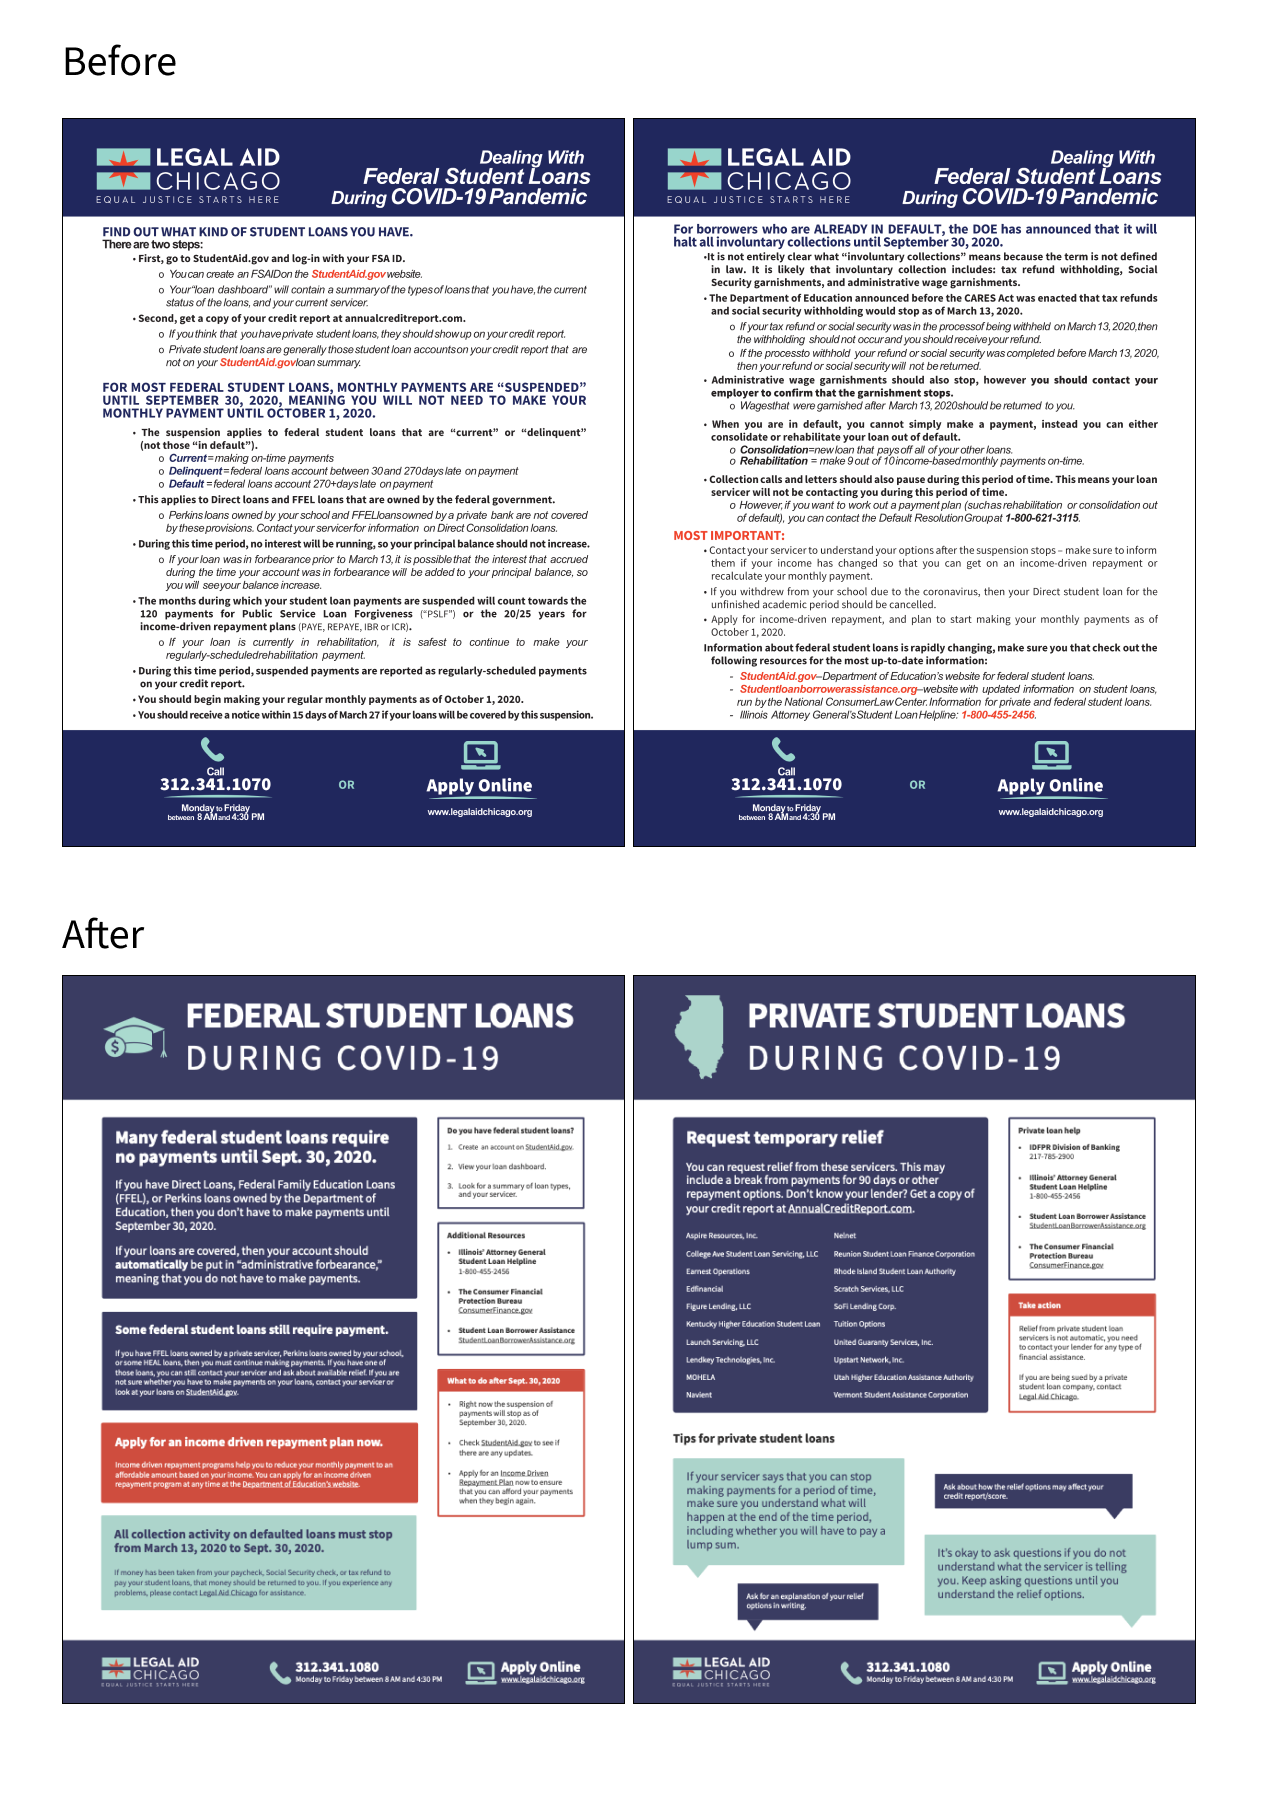 Before
LEGAL AID
CHICAGO
EQUAL JUSTICE STARTS HERE
Dealing With
Federal Student Loans
During COVID-19 Pandemic
FIND OUT WHAT KIND OF STUDENT LOANS YOU HAVE.
There are two steps:
• First, go to StudentAid.gov and log-in with your FSA ID.
o You can create an FSAID on the StudentAid.gov website.
o Your "loan dashboard" will contain a summary of the types of loans that you have, the current
status of the loans, and your current servicer.
• Second, get a copy of your credit report at annualcreditreport.com.
o If you think that you have private student loans, they should show up on your credit report.
o Private student loans are generally those student loan accounts on your credit report that are
not on your StudentAid.gov loan summary.
FOR MOST FEDERAL STUDENT LOANS, MONTHLY PAYMENTS ARE “SUSPENDED”
UNTIL SEPTEMBER 30, 2020, MEANING YOU WILL NOT NEED TO MAKE YOUR
MONTHLY PAYMENT UNTIL OCTOBER 1, 2020.
• The suspension applies to federal student loans that are “current” or “delinquent”
(not those “in default”).
o Current = making on-time payments
o Delinquent = federal loans account between 30 and 270 days late on payment
o Default = federal loans account 270+ days late on payment
• This applies to Direct loans and FFEL loans that are owned by the federal government.
o Perkins loans owned by your school and FFEL loans owned by a private bank are not covered
by these provisions. Contact your servicer for information on Direct Consolidation loans.
• During this time period, no interest will be running, so your principal balance should not increase.
o If your loan was in forbearance prior to March 13, it is possible that the interest that accrued
during the time your account was in forbearance will be added to your principal balance, so
you will see your balance increase.
• The months during which your student loan payments are suspended will count towards the
120 payments for Public Service Loan Forgiveness (“PSLF”) or the 20/25 years for
income-driven repayment plans (PAYE, REPAYE, IBR or ICR).
o If your loan is currently in rehabilitation, it is safest to continue to make your
regularly-scheduled rehabilitation payment.
• During this time period, suspended payments are reported as regularly-scheduled payments
on your credit report.
• You should begin making your regular monthly payments as of October 1, 2020.
• You should receive a notice within 15 days of March 27 if your loans will be covered by this suspension.
Call
312.341.1070
Monday to Friday
between 8 AM and 4:30 PM
OR
Apply Online
www.legalaidchicago.org
LEGAL AID
CHICAGO
EQUAL JUSTICE STARTS HERE
Dealing With
Federal Student Loans
During COVID-19 Pandemic
For borrowers who are ALREADY IN DEFAULT, the DOE has announced that it will
halt all involuntary collections until September 30, 2020.
•It is not entirely clear what “involuntary collections” means because the term is not defined
in law. It is likely that involuntary collection includes: tax refund withholding, Social
Security garnishments, and administrative wage garnishments.
• The Department of Education announced before the CARES Act was enacted that tax refunds
and social security withholding would stop as of March 13, 2020.
o If your tax refund or social security was in the process of being withheld on March 13, 2020, then
the withholding should not occur and you should receive your refund.
o If the process to withhold your refund or social security was completed before March 13, 2020,
then your refund or social security will not be returned.
• Administrative wage garnishments should also stop, however you should contact your
employer to confirm that the garnishment stops.
o Wages that were garnished after March 13, 2020 should be returned to you.
• When you are in default, you cannot simply make a payment, instead you can either
consolidate or rehabilitate your loan out of default.
o Consolidation = new loan that pays off all of your other loans.
o Rehabilitation = make 9 out of 10 income-based monthly payments on-time.
• Collection calls and letters should also pause during this period of time. This means your loan
servicer will not be contacting you during this period of time.
o However, if you want to work out a payment plan (such as rehabilitation or consolidation out
of default), you can contact the Default Resolution Group at 1-800-621-3115.
MOST IMPORTANT:
• Contact your servicer to understand your options after the suspension stops – make sure to inform
them if your income has changed so that you can get on an income-driven repayment or
recalculate your monthly payment.
• If you withdrew from your school due to the coronavirus, then your Direct student loan for the
unfinished academic period should be cancelled.
• Apply for income-driven repayment, and plan to start making your monthly payments as of
October 1, 2020.
Information about federal student loans is rapidly changing, make sure you that check out the
following resources for the most up-to-date information:
- StudentAid.gov–Department of Education's website for federal student loans.
- Studentloanborrowerassistance.org–website with updated information on student loans,
run by the National Consumer Law Center. Information for private and federal student loans.
- Illinois Attorney General's Student Loan Helpline: 1-800-455-2456.
Call
312.341.1070
Monday to Friday
between 8 AM and 4:30 PM
OR
Apply Online
www.legalaidchicago.org
After
FEDERAL STUDENT LOANS
DURING COVID-19
Many federal student loans require
no payments until Sept. 30, 2020.
If you have Direct Loans, Federal Family Education Loans
(FFEL), or Perkins loans owned by the Department of
Education, then you don't have to make payments until
September 30, 2020.
If your loans are covered, then your account should
automatically be put in “administrative forbearance,”
meaning that you do not have to make payments.
Some federal student loans still require payment.
If you have FFEL loans owned by a private servicer, Perkins loans owned by your school,
or some HEAL loans, then you must continue making payments. If you have one of
those loans, you can still contact your servicer and ask about available relief. If you are
not sure whether you have to make payments on your loans, contact your servicer or
look at your loans on StudentAid.gov.
Apply for an income driven repayment plan now.
Income driven repayment programs help you to reduce your monthly payment to an
affordable amount based on your income. You can apply for an income driven
repayment program at any time at the Department of Education's website.
All collection activity on defaulted loans must stop
from March 13, 2020 to Sept. 30, 2020.
If money has been taken from your paycheck, Social Security check, or tax refund to
pay your student loans, that money should be returned to you. If you experience any
problems, please contact Legal Aid Chicago for assistance.
Do you have federal student loans?
1. Create an account on StudentAid.gov.
2. View your loan dashboard.
3. Look for a summary of loan types,
and your servicer.
Additional Resources
• Illinois' Attorney General
Student Loan Helpline
1-800-455-2456
• The Consumer Financial
Protection Bureau
ConsumerFinance.gov
• Student Loan Borrower Assistance
StudentLoanBorrowerAssistance.org
What to do after Sept. 30, 2020
• Right now the suspension of
payments will stop as of
September 30, 2020.
• Check StudentAid.gov to see if
there are any updates.
• Apply for an Income Driven
Repayment Plan now to ensure
that you can afford your payments
when they begin again.
LEGAL AID
CHICAGO
EQUAL JUSTICE STARTS HERE
312.341.1080
Monday to Friday between 8 AM and 4:30 PM
Apply Online
www.legalaidchicago.org
PRIVATE STUDENT LOANS
DURING COVID-19
Request temporary relief
You can request relief from these servicers. This may
include a break from payments for 90 days or other
repayment options. Don't know your lender? Get a copy of
your credit report at AnnualCreditReport.com.
Aspire Resources, Inc.
College Ave Student Loan Servicing, LLC
Earnest Operations
Edfinancial
Figure Lending, LLC
Kentucky Higher Education Student Loan
Launch Servicing, LLC
Lendkey Technologies, Inc.
MOHELA
Navient
Nelnet
Reunion Student Loan Finance Corporation
Rhode Island Student Loan Authority
Scratch Services, LLC
SoFi Lending Corp.
Tuition Options
United Guaranty Services, Inc.
Upstart Network, Inc.
Utah Higher Education Assistance Authority
Vermont Student Assistance Corporation
Private loan help
• IDFPR Division of Banking
217-785-2900
• Illinois' Attorney General
Student Loan Helpline
1-800-455-2456
• Student Loan Borrower Assistance
StudentLoanBorrowerAssistance.org
• The Consumer Financial
Protection Bureau
ConsumerFinance.gov
Take action
Relief from private student loan
servicers is not automatic, you need
to contact your lender for any type of
financial assistance.
If you are being sued by a private
student loan company, contact
Legal Aid Chicago.
Tips for private student loans
If your servicer says that you can stop
making payments for a period of time,
make sure you understand what will
happen at the end of the time period,
including whether you will have to pay a
lump sum.
Ask about how the relief options may affect your
credit report/score.
It's okay to ask questions if you do not
understand what the servicer is telling
you. Keep asking questions until you
understand the relief options.
Ask for an explanation of your relief
options in writing.
LEGAL AID
CHICAGO
EQUAL JUSTICE STARTS HERE
312.341.1080
Monday to Friday between 8 AM and 4:30 PM
Apply Online
www.legalaidchicago.org